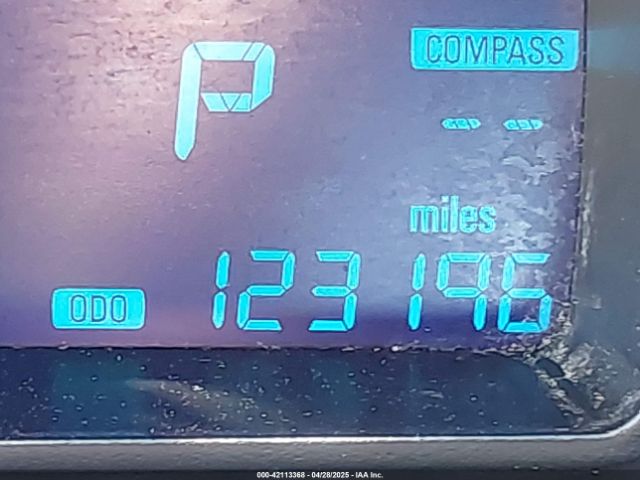 P
COMPASS
--
miles
ODO 123196
000-42113368 - 04/28/2025 - IAA Inc.